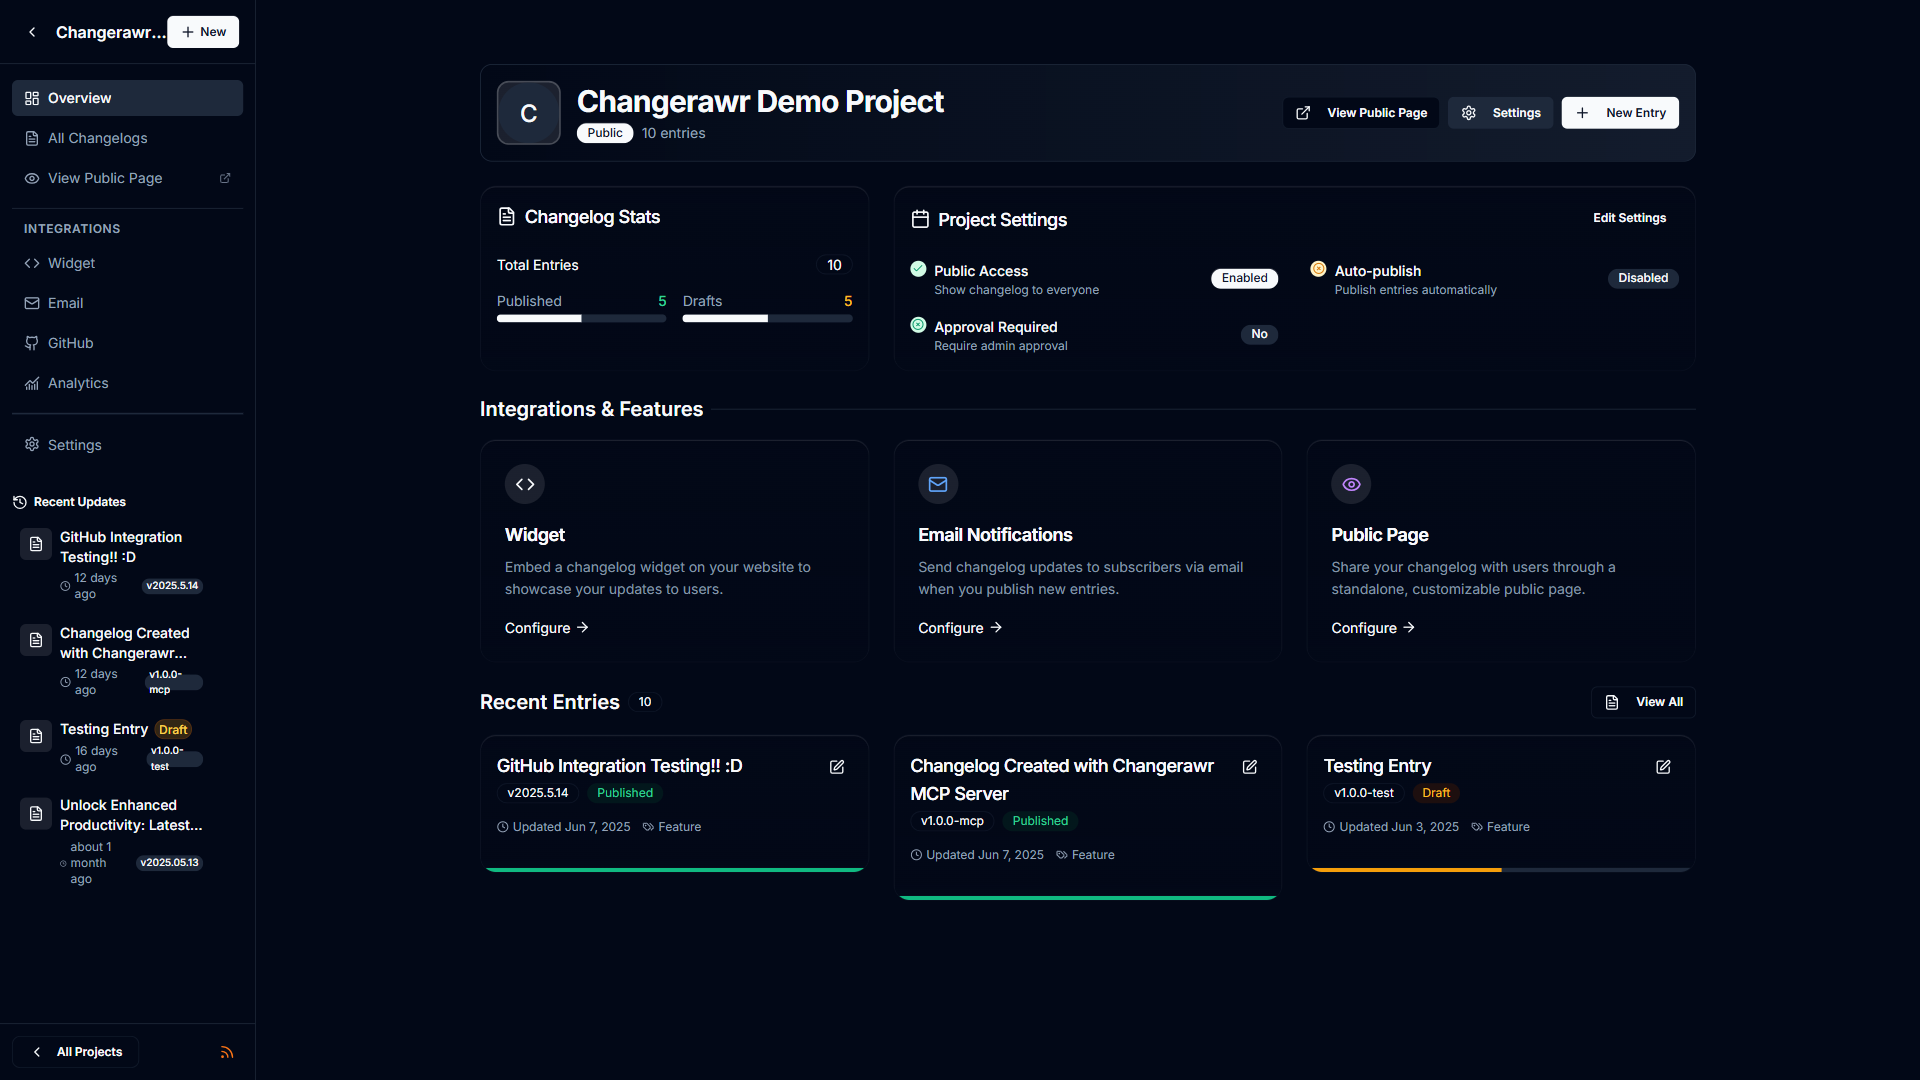 Changerawr...
New
Overview
All Changelogs
View Public Page
INTEGRATIONS
Widget
Email
GitHub
Analytics
Settings
Recent Updates
GitHub Integration
Testing!! :D
12 days
ago
v2025.5.14
Changelog Created
with Changerawr...
12 days
ago
v1.0.0-
mcp
Testing Entry Draft
16 days
ago
v1.0.0-
test
Unlock Enhanced
Productivity: Latest...
about 1
month
ago
v2025.05.13
All Projects
C
Changerawr Demo Project
Public 10 entries
View Public Page
Settings
New Entry
Changelog Stats
Total Entries 10
Published 5
Drafts 5
Project Settings
Edit Settings
Public Access
Show changelog to everyone
Enabled
Auto-publish
Publish entries automatically
Disabled
Approval Required
Require admin approval
No
Integrations & Features
Widget
Embed a changelog widget on your website to
showcase your updates to users.
Configure
Email Notifications
Send changelog updates to subscribers via email
when you publish new entries.
Configure
Public Page
Share your changelog with users through a
standalone, customizable public page.
Configure
Recent Entries 10
View All
GitHub Integration Testing!! :D
v2025.5.14 Published
Updated Jun 7, 2025 Feature
Changelog Created with Changerawr
MCP Server
v1.0.0-mcp Published
Updated Jun 7, 2025 Feature
Testing Entry
v1.0.0-test Draft
Updated Jun 3, 2025 Feature